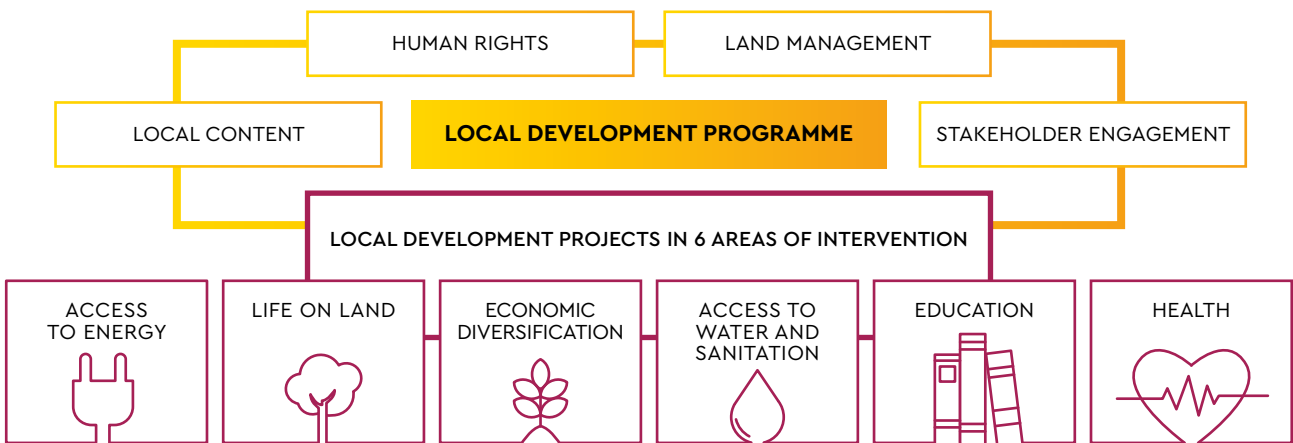 HUMAN RIGHTS
LAND MANAGEMENT
LOCAL CONTENT
LOCAL DEVELOPMENT PROGRAMME
STAKEHOLDER ENGAGEMENT
LOCAL DEVELOPMENT PROJECTS IN 6 AREAS OF INTERVENTION
ACCESS
TO ENERGY
LIFE ON LAND
ECONOMIC
DIVERSIFICATION
ACCESS TO
WATER AND
SANITATION
EDUCATION
HEALTH